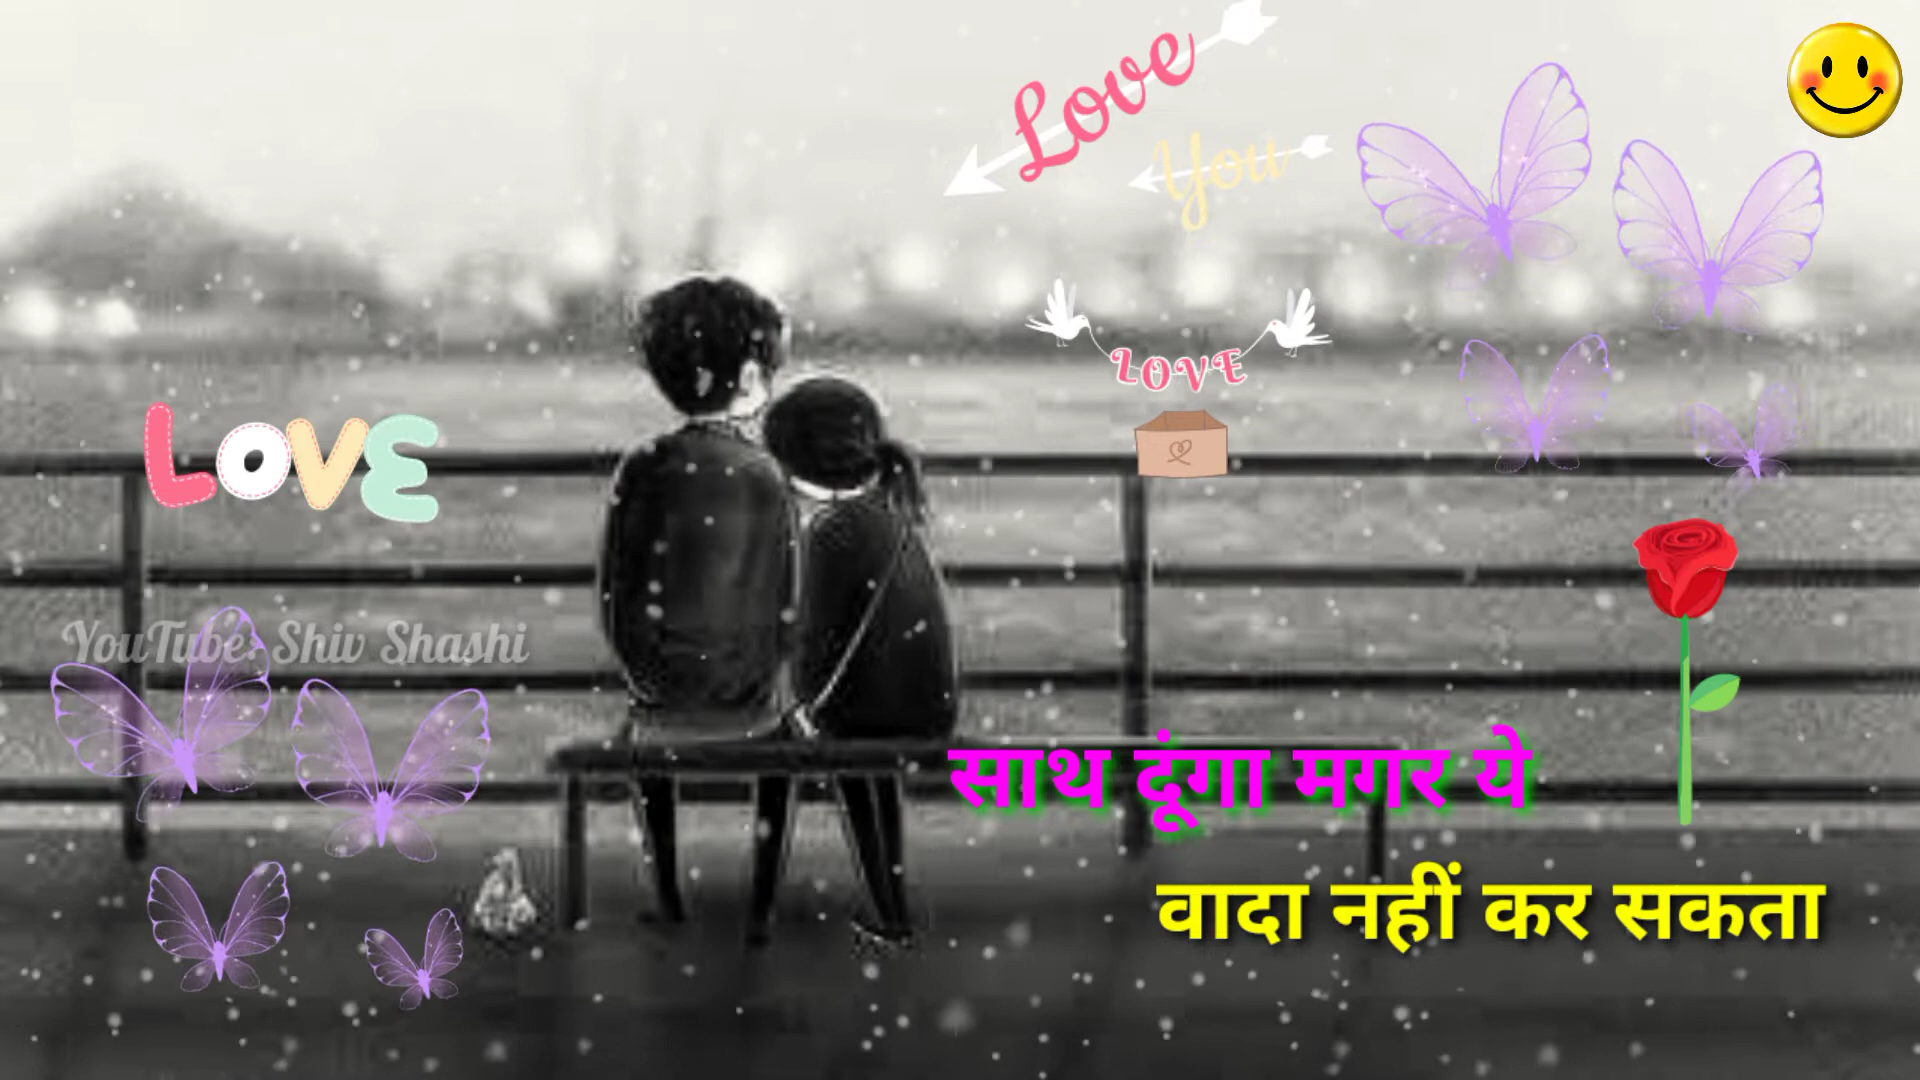 Love
You
LOVE
LOVE
YouTube: Shiv Shashi
साथ दूंगा मगर ये
वादा नहीं कर सकता